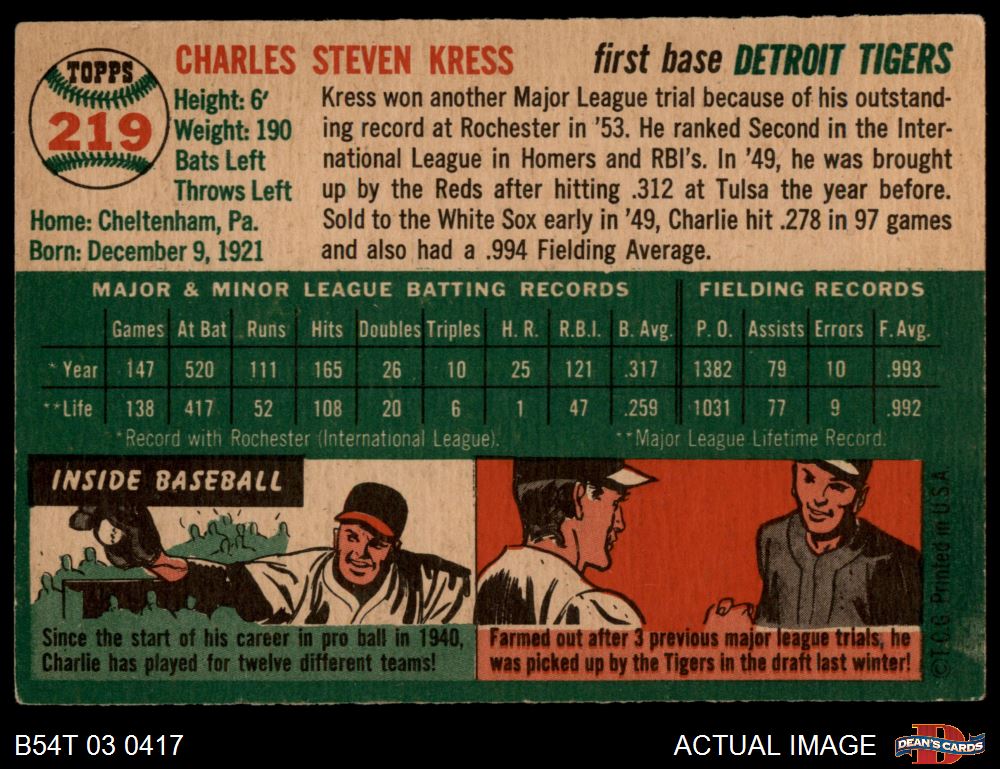 TOPPS
219
CHARLES STEVEN KRESS
first base DETROIT TIGERS
Height: 6'
Weight: 190
Bats Left
Throws Left
Home: Cheltenham, Pa.
Born: December 9, 1921
Kress won another Major League trial because of his outstand-
ing record at Rochester in '53. He ranked Second in the Inter-
national League in Homers and RBI's. In '49, he was brought
up by the Reds after hitting .312 at Tulsa the year before.
Sold to the White Sox early in '49, Charlie hit .278 in 97 games
and also had a .994 Fielding Average.
MAJOR & MINOR LEAGUE BATTING RECORDS FIELDING RECORDS
Games At Bat Runs Hits Doubles Triples H. R. R.B.I. B. Avg. P. O. Assists Errors F. Avg.
* Year 147 520 111 165 26 10 25 121 .317 1382 79 10 .993
**Life 138 417 52 108 20 6 1 47 .259 1031 77 9 .992
*Record with Rochester (International League). **Major League Lifetime Record.
INSIDE BASEBALL
Since the start of his career in pro ball in 1940,
Charlie has played for twelve different teams!
Farmed out after 3 previous major league trials, he
was picked up by the Tigers in the draft last winter!
©T.C.G. Printed in U.S.A.
B54T 03 0417
ACTUAL IMAGE
D
DEAN'S CARDS